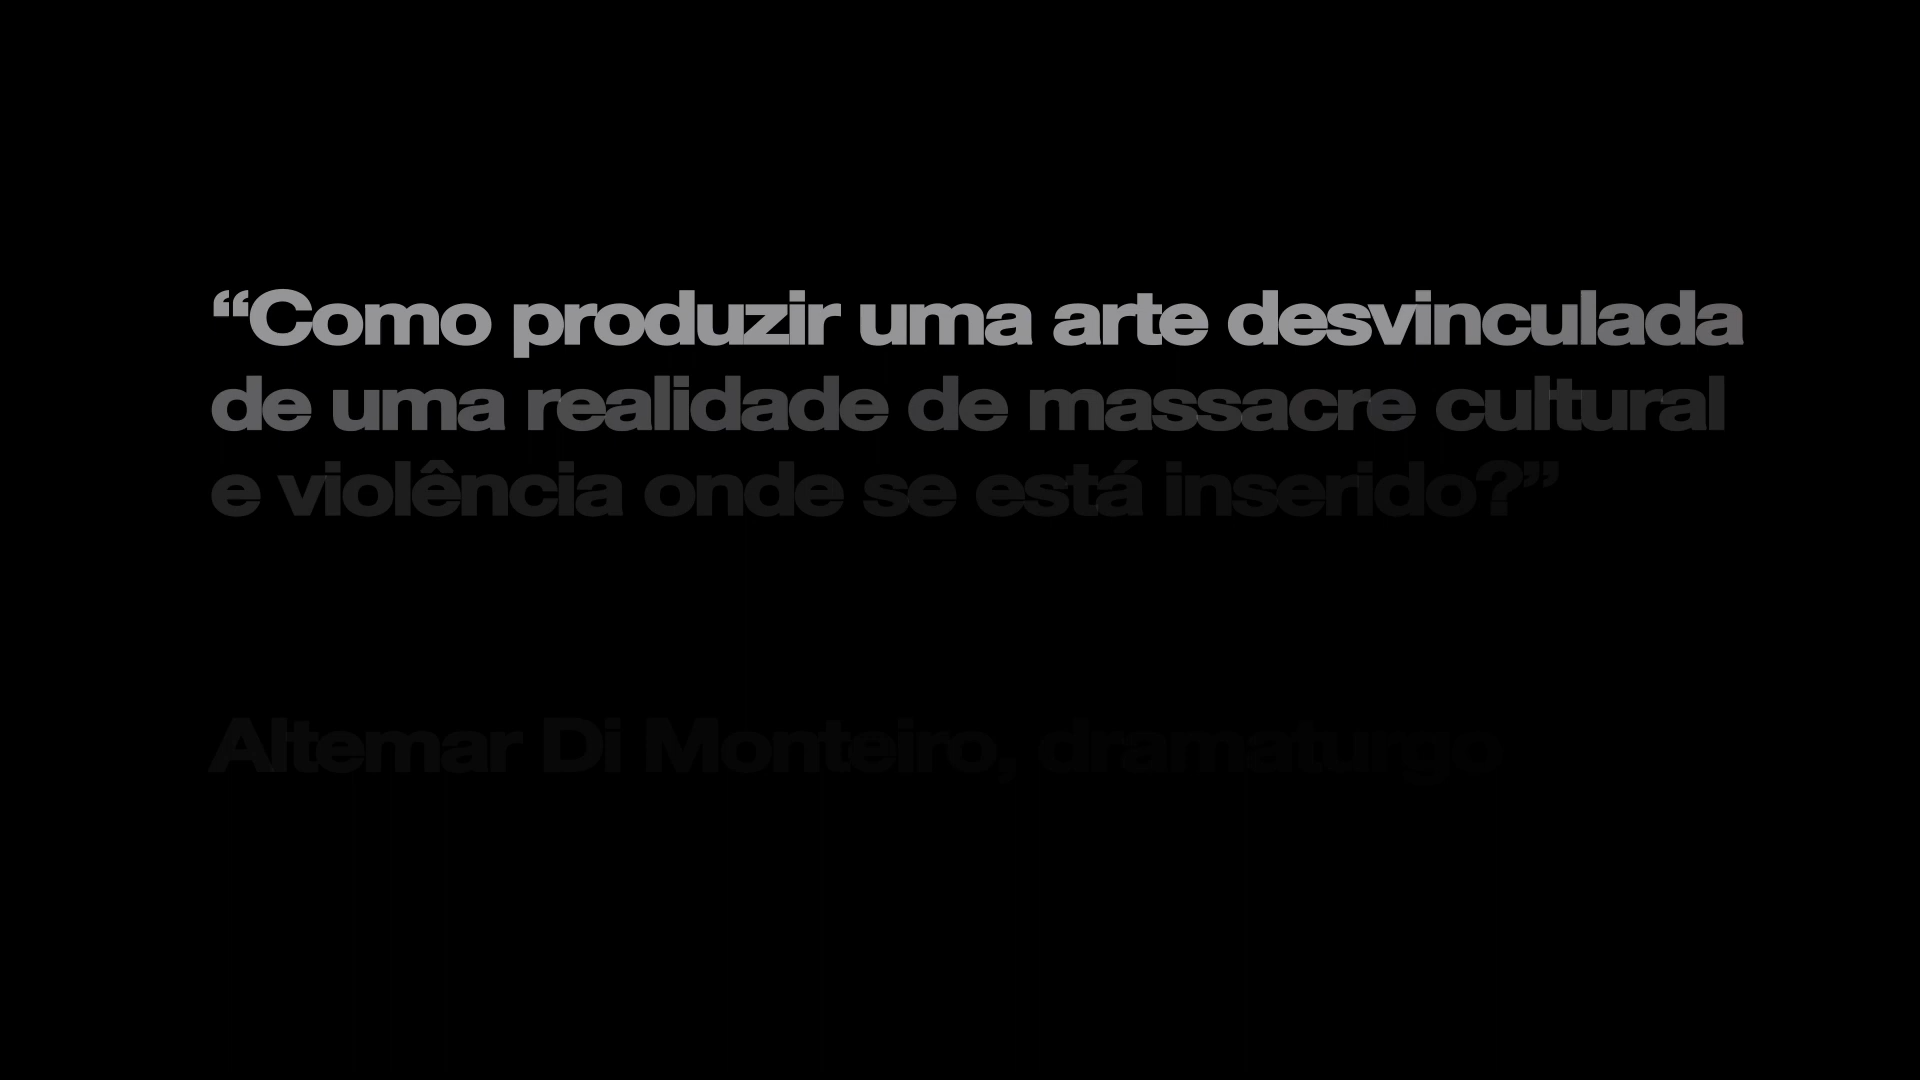 “Como produzir uma arte desvinculada
de uma realidade de massacre cultural
e violência onde se está inserido?”
Altemar Di Monteiro, dramaturgo